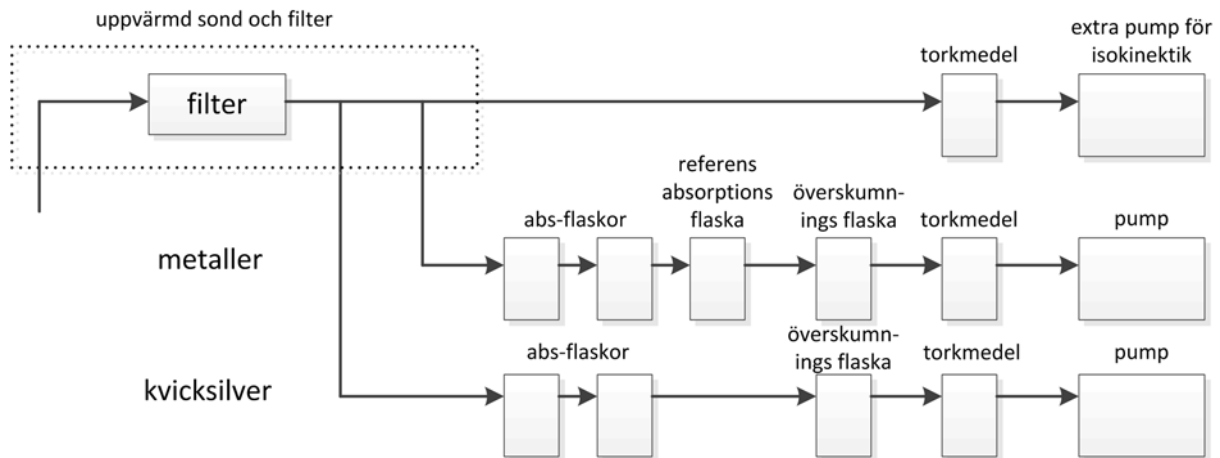 uppvärmd sond och filter
extra pump för
isokinektik
torkmedel
filter
referens
absorptions
flaska
överskumn-
ings flaska
abs-flaskor
torkmedel
pump
metaller
överskumn-
ings flaska
abs-flaskor
torkmedel
pump
kvicksilver